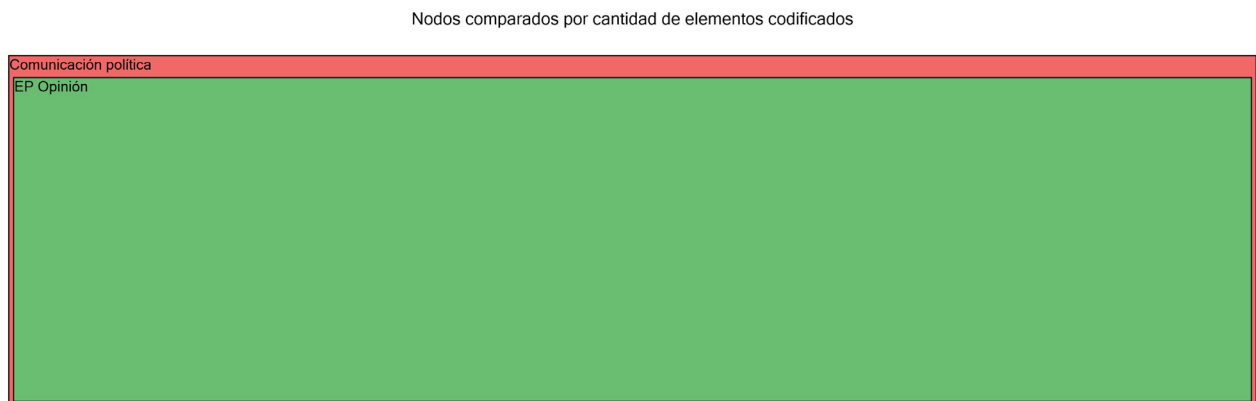 Nodos comparados por cantidad de elementos codificados
Comunicación política
EP Opinión